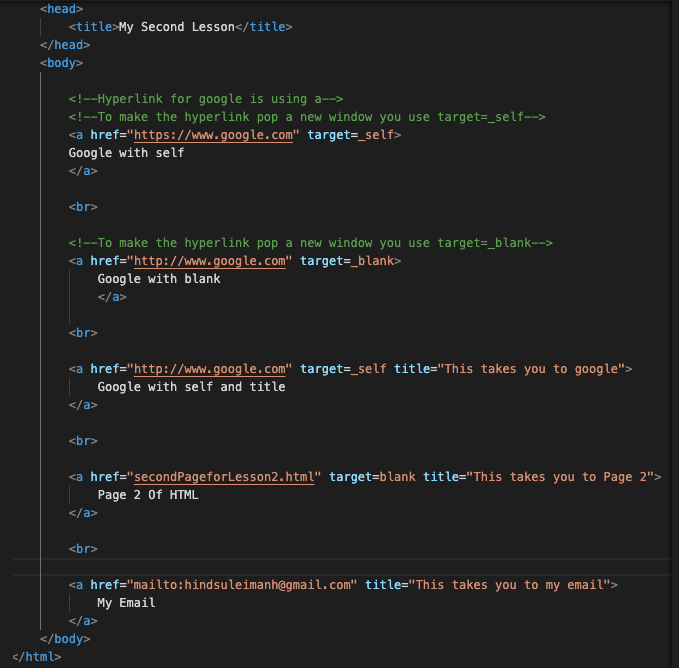 <head>
<title>My Second Lesson</title>
</head>
<body>
<!--Hyperlink for google is using a-->
<!--To make the hyperlink pop a new window you use target=_self-->
<a href="https://www.google.com" target=_self>
Google with self
</a>
<br>
<!--To make the hyperlink pop a new window you use target=_blank-->
<a href="http://www.google.com" target=_blank>
Google with blank
</a>
<br>
<a href="http://www.google.com" target=_self title="This takes you to google">
Google with self and title
</a>
<br>
<a href="secondPageforLesson2.html" target=blank title="This takes you to Page 2">
Page 2 Of HTML
</a>
<br>
<a href="mailto:hindsuleimanh@gmail.com" title="This takes you to my email">
My Email
</a>
</body>
</html>